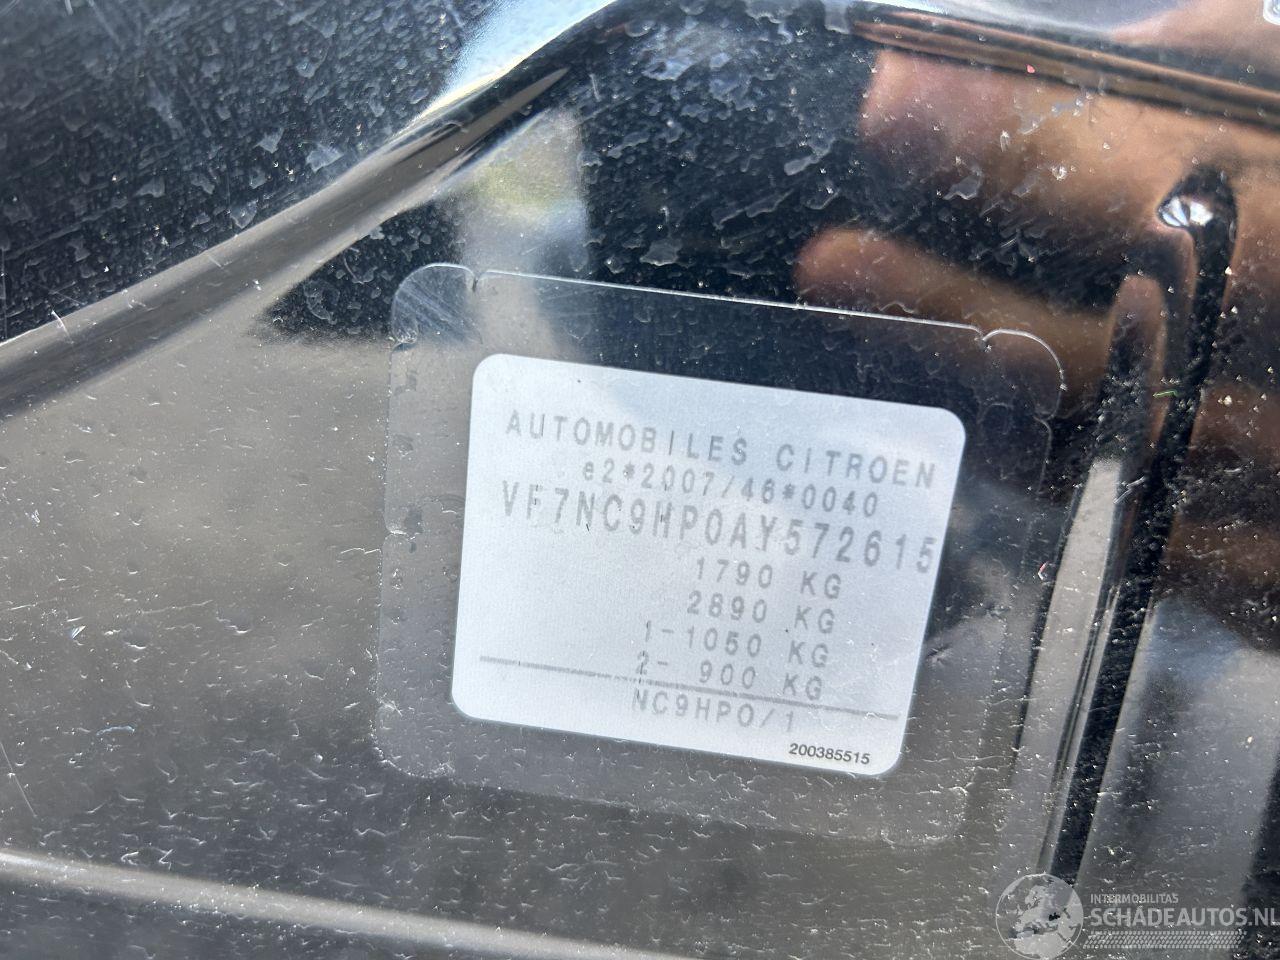 AUTOMOBILES CITROEN
e2*2007/46*0040
VF7NC9HP0AY572615
1790 KG
2890 KG
1-1050 KG
2- 900 KG
NC9HP0/1
200385515
INTERMOBILITAS
SCHADEAUTOS.NL